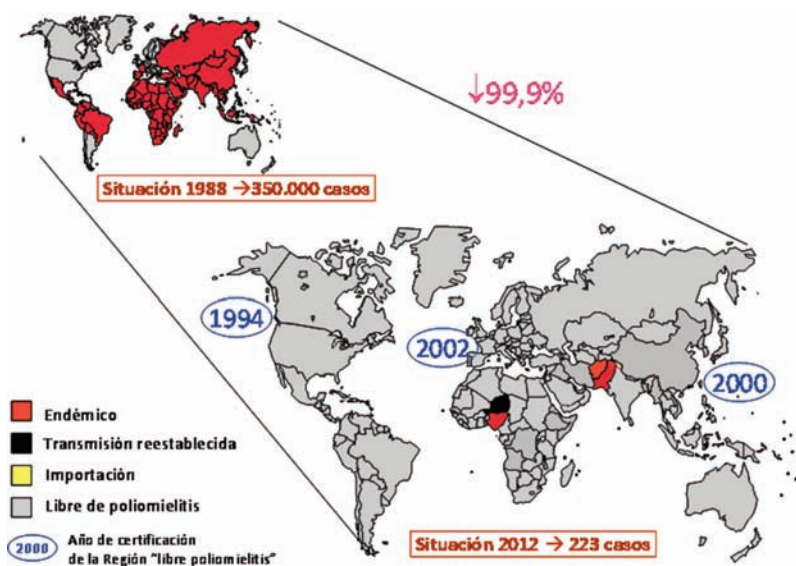 ↓99,9%
Situación 1988 → 350.000 casos
1994
2002
2000
Endémico
Transmisión reestablecida
Importación
Libre de poliomielitis
2000 Año de certificación
de la Región "libre poliomielitis"
Situación 2012 → 223 casos